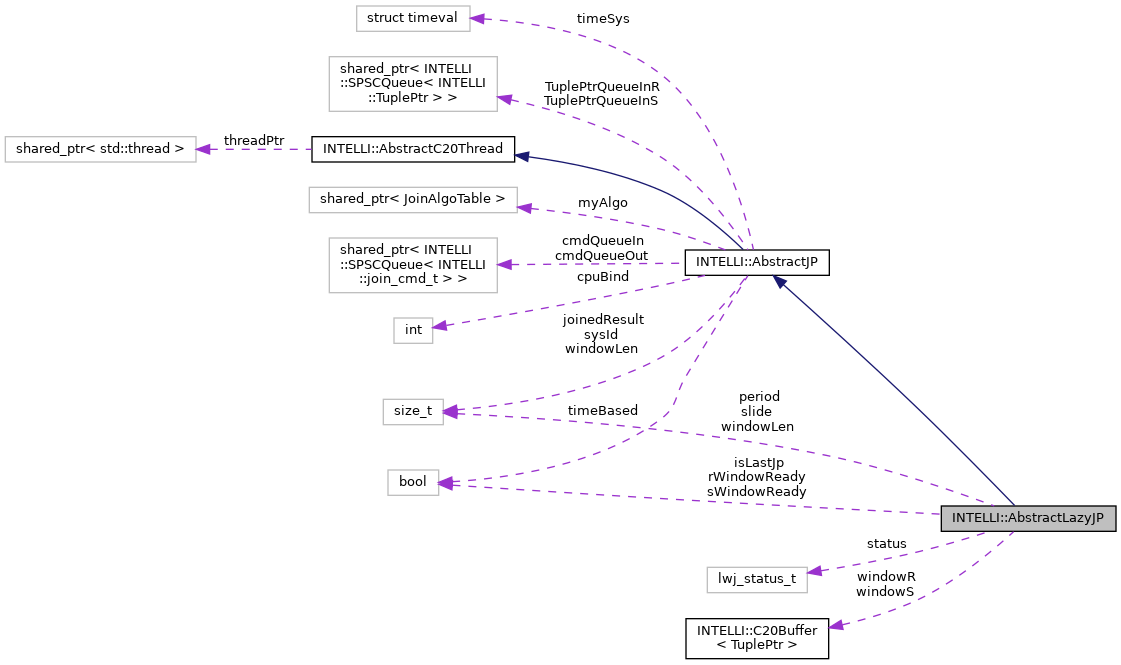 struct timeval
timeSys
shared_ptr< INTELLI
::SPSCQueue< INTELLI
::TuplePtr > >
TuplePtrQueueInR
TuplePtrQueueInS
shared_ptr< std::thread >
threadPtr
INTELLI::AbstractC20Thread
shared_ptr< JoinAlgoTable >
myAlgo
shared_ptr< INTELLI
::SPSCQueue< INTELLI
::join_cmd_t > >
cmdQueueIn
cmdQueueOut
INTELLI::AbstractJP
cpuBind
int
joinedResult
sysId
windowLen
size_t
timeBased
period
slide
windowLen
bool
isLastJp
rWindowReady
sWindowReady
INTELLI::AbstractLazyJP
status
lwj_status_t
windowR
windowS
INTELLI::C20Buffer
< TuplePtr >